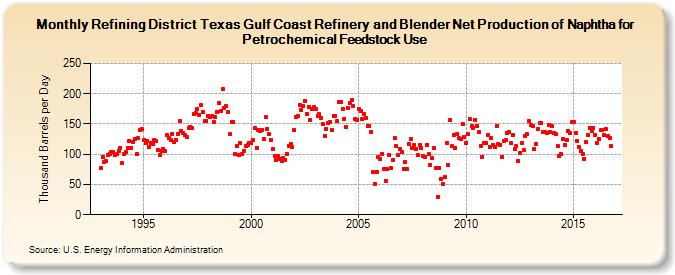 Monthly Refining District Texas Gulf Coast Refinery and Blender Net Production of Naphtha for
Petrochemical Feedstock Use
Thousand Barrels per Day
250
200
150
100
50
0
1995
2000
2005
2010
2015
Source: U.S. Energy Information Administration